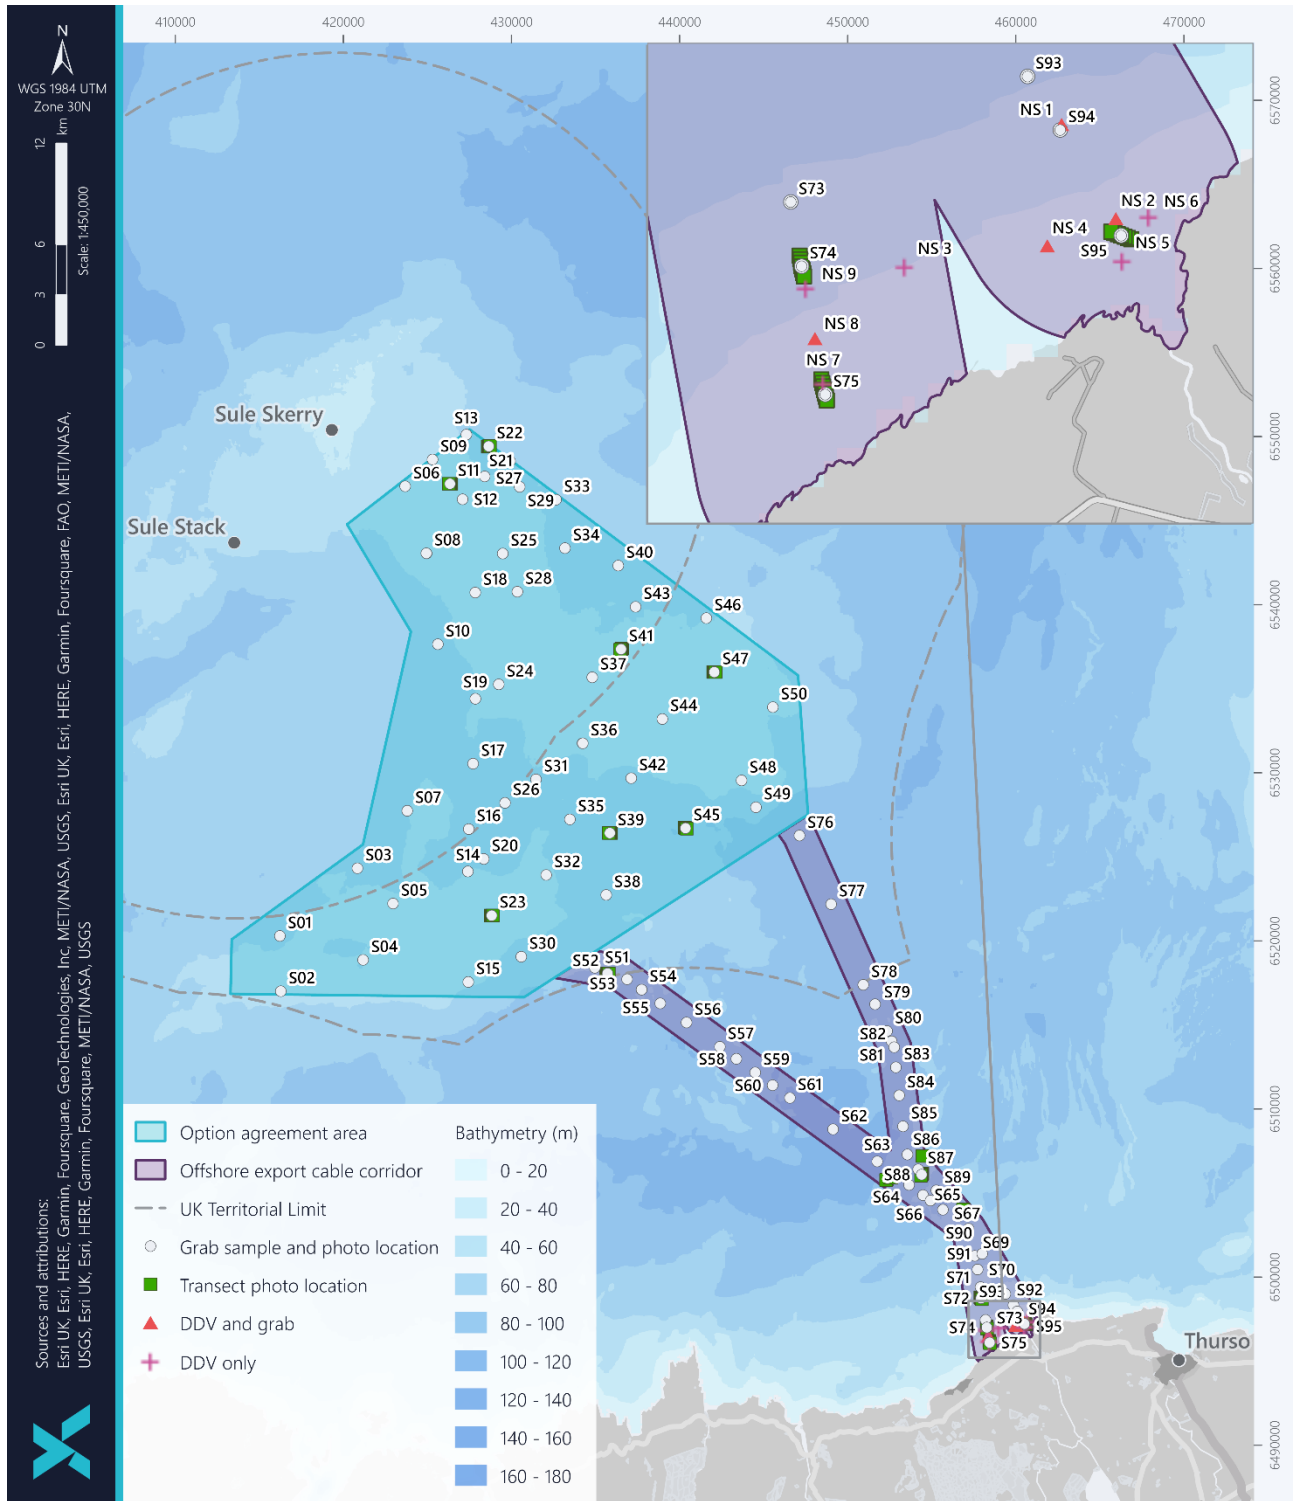 410000 420000 430000 440000 450000 460000 470000
N
WGS 1984 UTM
Zone 30N
km
12
6
3
0
Scale: 1:450,000
6570000
6560000
6550000
6540000
6530000
6520000
6510000
6500000
6490000
S93
NS 1
S94
S73
NS 2
NS 6
NS 4
S95
NS 5
S74
NS 9
NS 3
NS 8
NS 7
S75
Sule Skerry
Sule Stack
S13
S22
S09
S21
S06
S11
S27
S33
S12
S29
S08
S25
S34
S40
S18
S28
S43
S46
S10
S41
S37
S47
S24
S19
S50
S44
S36
S17
S31
S42
S48
S26
S49
S07
S16
S35
S39
S45
S76
S03
S14
S20
S32
S05
S38
S77
S23
S01
S04
S30
S52
S51
S02
S15
S53
S54
S78
S55
S79
S56
S80
S57
S82
S58
S59
S81
S83
S60
S61
S84
S62
S85
S63
S86
S87
S88
S89
S64
S65
S66
S67
S90
S91
S69
S71
S70
S72
S93
S92
S73
S94
S74
S95
S75
Thurso
Option agreement area
Offshore export cable corridor
UK Territorial Limit
Grab sample and photo location
Transect photo location
DDV and grab
DDV only
Bathymetry (m)
0 - 20
20 - 40
40 - 60
60 - 80
80 - 100
100 - 120
120 - 140
140 - 160
160 - 180
Sources and attributions:
Esri UK, Esri, HERE, Garmin, Foursquare, GeoTechnologies, Inc, METI/NASA, USGS, Esri UK, Esri, HERE, Garmin, Foursquare, FAO, METI/NASA,
USGS, Esri UK, Esri, HERE, Garmin, Foursquare, METI/NASA, USGS